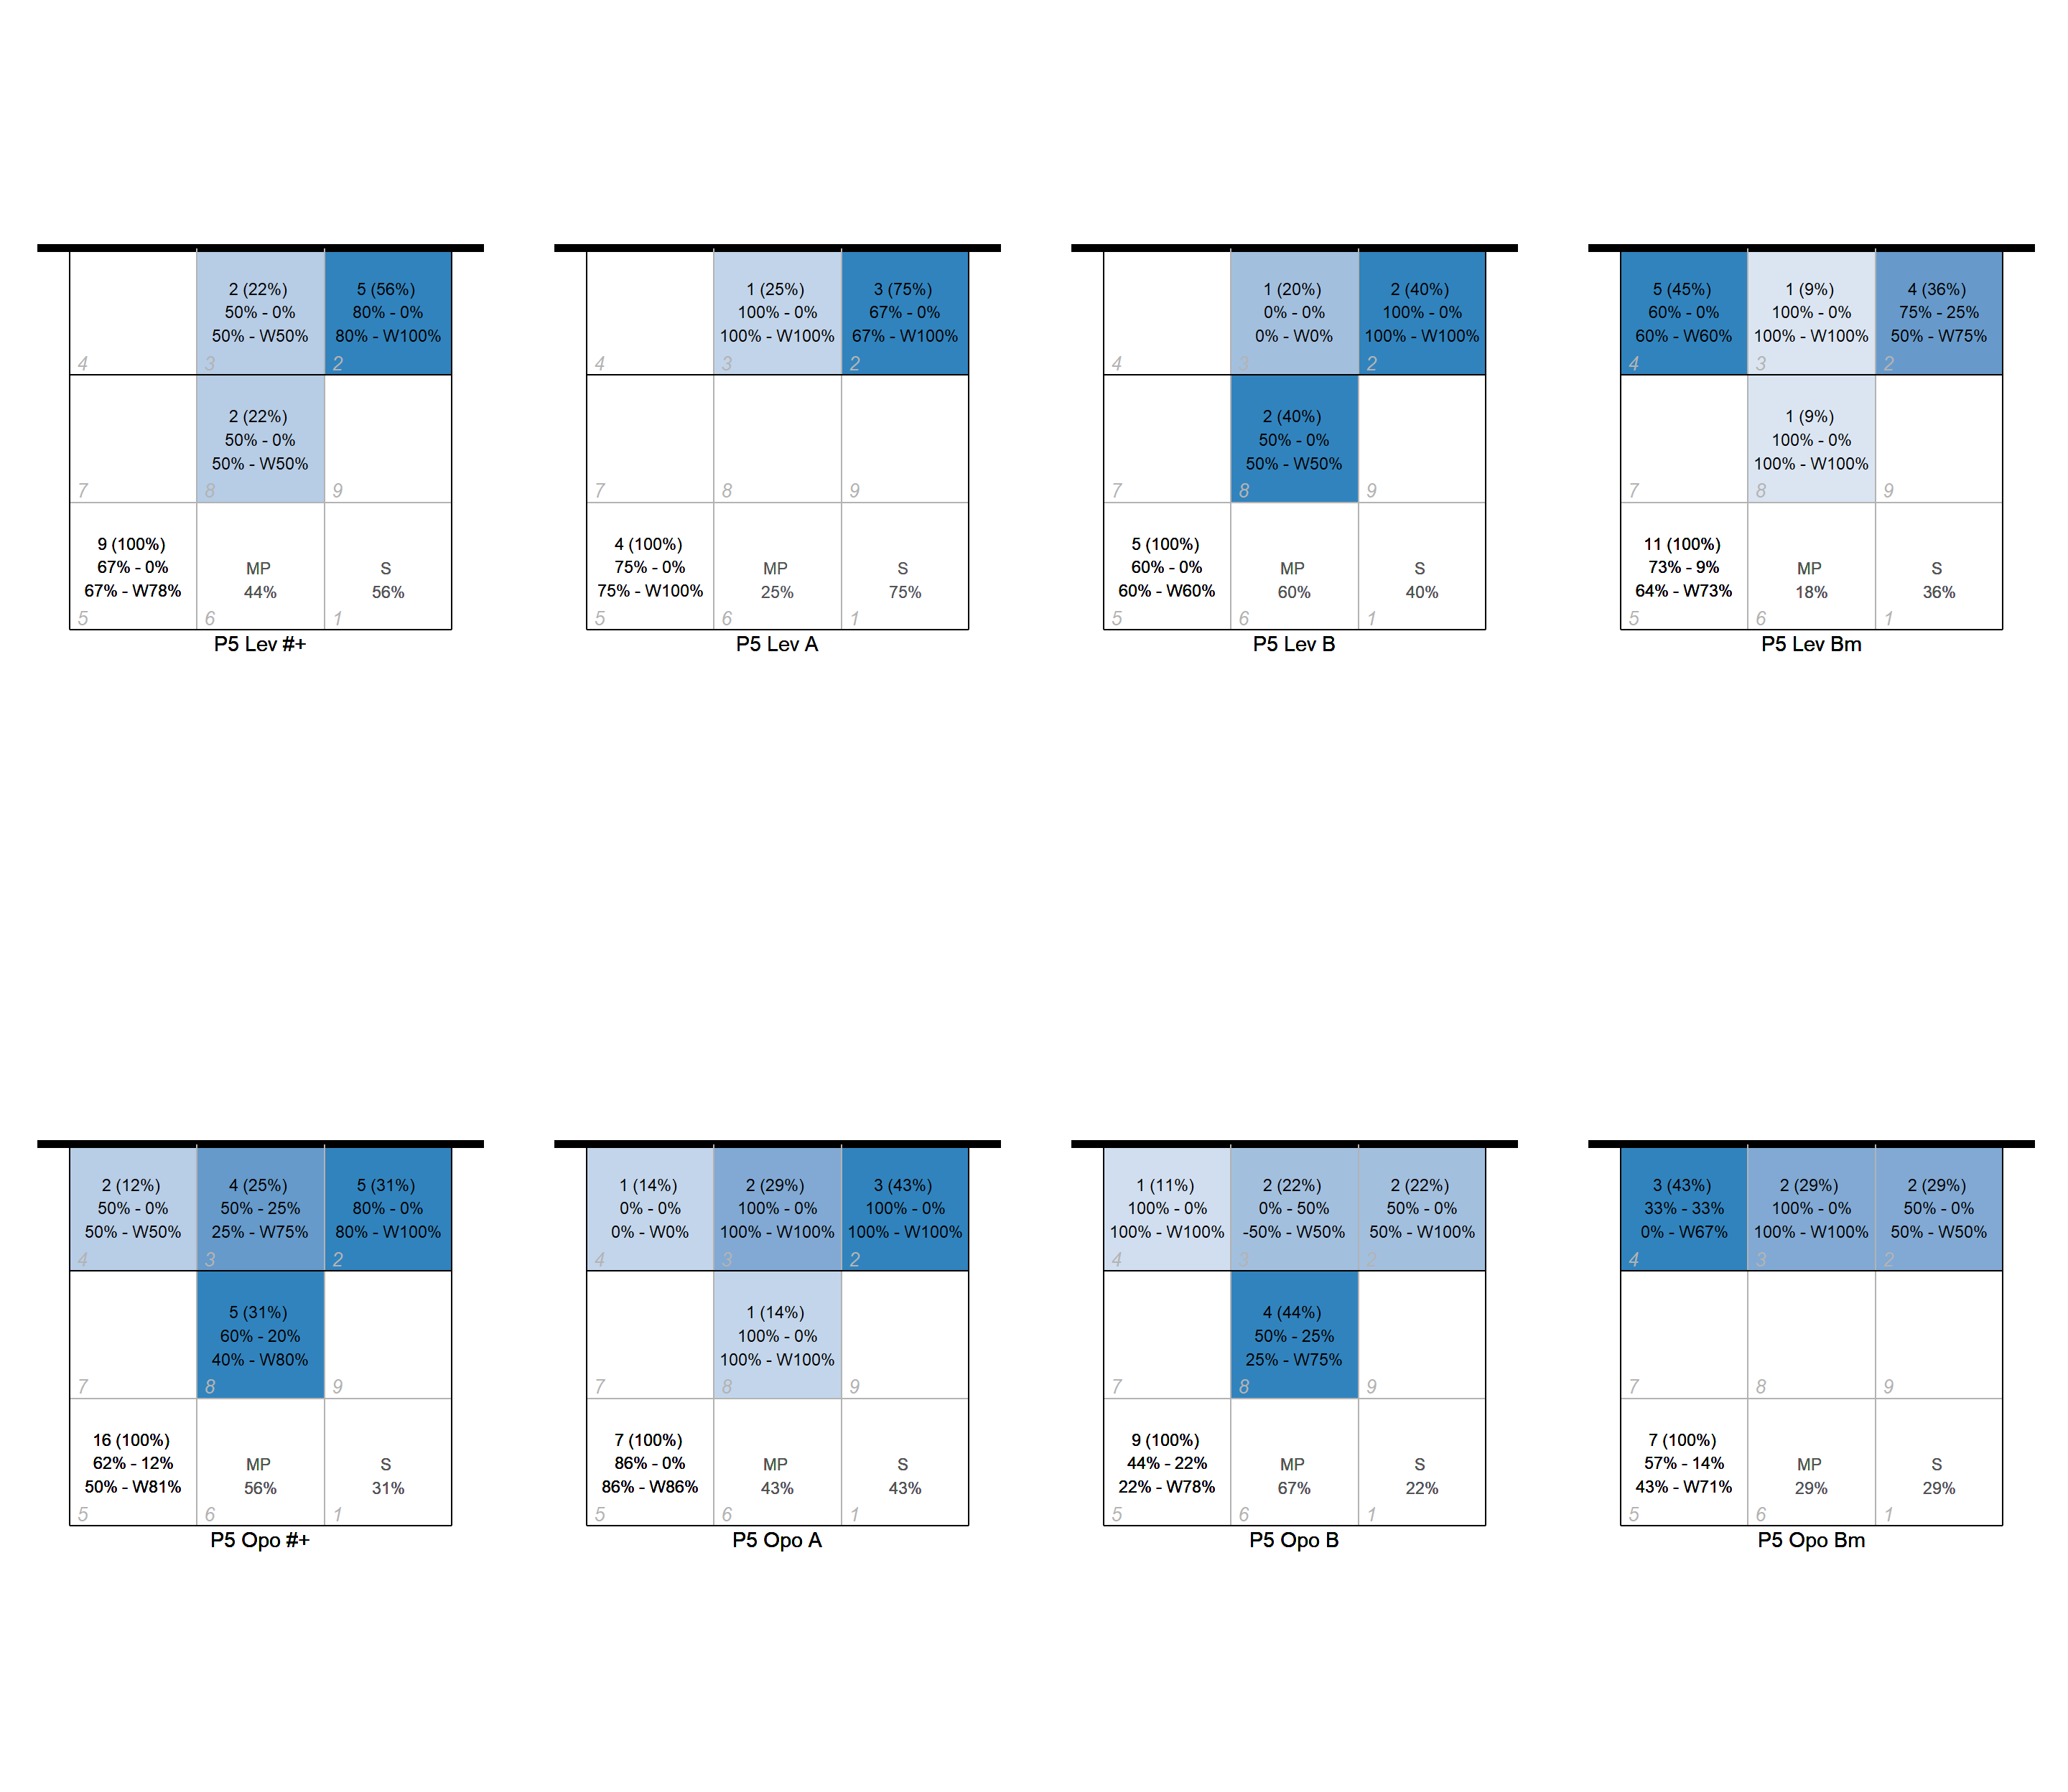 2 (22%)
50% - 0%
50% - W50%
5 (56%)
80% - 0%
80% - W100%
4
3
2
2 (22%)
50% - 0%
50% - W50%
7
8
9
9 (100%)
67% - 0%
67% - W78%
MP
44%
S
56%
5
6
1
P5 Lev #+
1 (25%)
100% - 0%
100% - W100%
3 (75%)
67% - 0%
67% - W100%
4
3
2
7
8
9
4 (100%)
75% - 0%
75% - W100%
MP
25%
S
75%
5
6
1
P5 Lev A
1 (20%)
0% - 0%
0% - W0%
2 (40%)
100% - 0%
100% - W100%
4
3
2
2 (40%)
50% - 0%
50% - W50%
7
8
9
5 (100%)
60% - 0%
60% - W60%
MP
60%
S
40%
5
6
1
P5 Lev B
5 (45%)
60% - 0%
60% - W60%
1 (9%)
100% - 0%
100% - W100%
4 (36%)
75% - 25%
50% - W75%
4
3
2
1 (9%)
100% - 0%
100% - W100%
7
8
9
11 (100%)
73% - 9%
64% - W73%
MP
18%
S
36%
5
6
1
P5 Lev Bm
2 (12%)
50% - 0%
50% - W50%
4 (25%)
50% - 25%
25% - W75%
5 (31%)
80% - 0%
80% - W100%
4
3
2
5 (31%)
60% - 20%
40% - W80%
7
8
9
16 (100%)
62% - 12%
50% - W81%
MP
56%
S
31%
5
6
1
P5 Opo #+
1 (14%)
0% - 0%
0% - W0%
2 (29%)
100% - 0%
100% - W100%
3 (43%)
100% - 0%
100% - W100%
4
3
2
1 (14%)
100% - 0%
100% - W100%
7
8
9
7 (100%)
86% - 0%
86% - W86%
MP
43%
S
43%
5
6
1
P5 Opo A
1 (11%)
100% - 0%
100% - W100%
2 (22%)
0% - 50%
-50% - W50%
2 (22%)
50% - 0%
50% - W100%
4
3
2
4 (44%)
50% - 25%
25% - W75%
7
8
9
9 (100%)
44% - 22%
22% - W78%
MP
67%
S
22%
5
6
1
P5 Opo B
3 (43%)
33% - 33%
0% - W67%
2 (29%)
100% - 0%
100% - W100%
2 (29%)
50% - 0%
50% - W50%
4
3
2
7
8
9
7 (100%)
57% - 14%
43% - W71%
MP
29%
S
29%
5
6
1
P5 Opo Bm